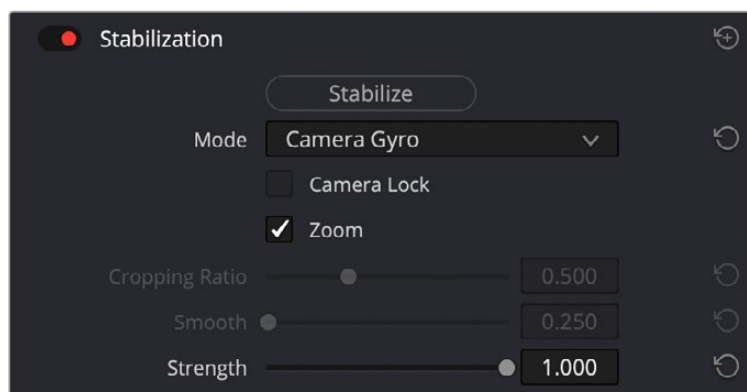 Stabilization
Stabilize
Mode Camera Gyro
Camera Lock
Zoom
Cropping Ratio 0.500
Smooth 0.250
Strength 1.000